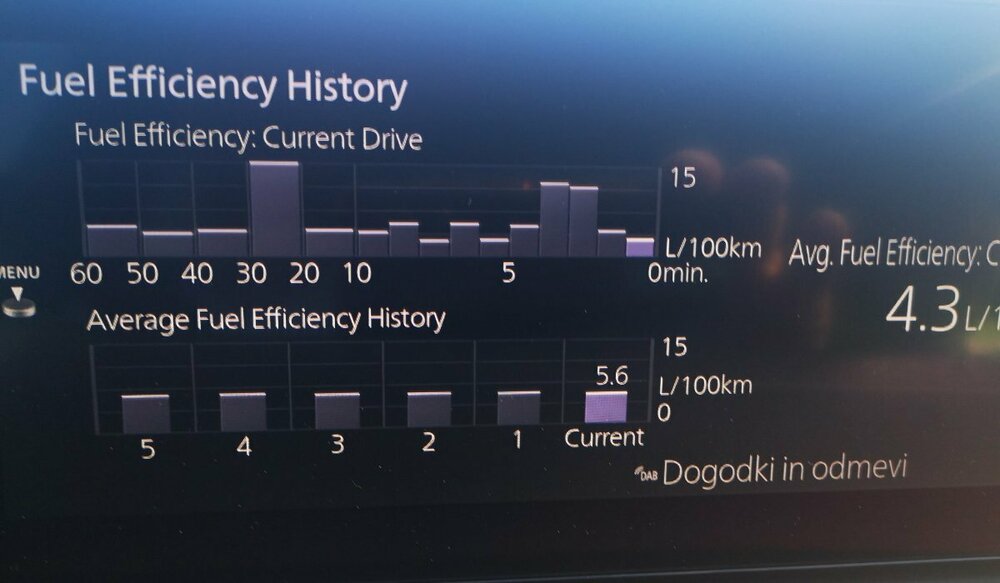 Fuel Efficiency History
Fuel Efficiency: Current Drive
15
L/100km
60 50 40 30 20 10 5 0min.
MENU
Avg. Fuel Efficiency: C
4.3 L/1
Average Fuel Efficiency History
15
5.6
L/100km
0
5 4 3 2 1 Current
DAB Dogodki in odmevi